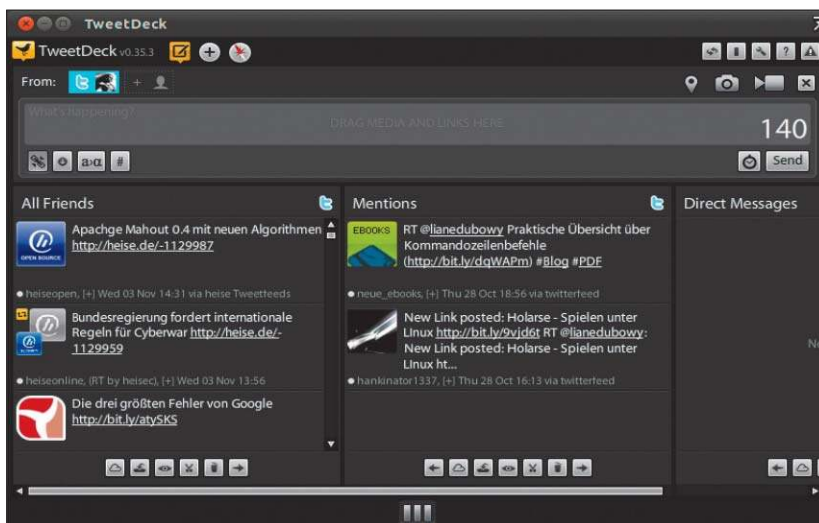 TweetDeck
TweetDeck v0.35.3
From:
What's happening?
DRAG MEDIA AND LINKS HERE
140
a›α
#
Send
All Friends
Apachge Mahout 0.4 mit neuen Algorithmen
http://heise.de/-1129987
OPEN SOURCE
heiseopen, [+] Wed 03 Nov 14:31 via heise Tweetfeeds
Bundesregierung fordert internationale
Regeln für Cyberwar http://heise.de/-
1129959
heiseonline, (RT by heisec), [+] Wed 03 Nov 13:56
Die drei größten Fehler von Google
http://bit.ly/atySKS
Mentions
EBOOKS
RT @lianedubowy Praktische Übersicht über
Kommandozeilenbefehle
(http://bit.ly/dqWAPm) #Blog #PDF
neue_ebooks, [+] Thu 28 Oct 18:56 via twitterfeed
New Link posted: Holarse - Spielen unter
LInux http://bit.ly/9vjd6t RT @lianedubowy:
New Link posted: Holarse - Spielen unter
LInux ht...
hankinator1337, [+] Thu 28 Oct 16:13 via twitterfeed
Direct Messages